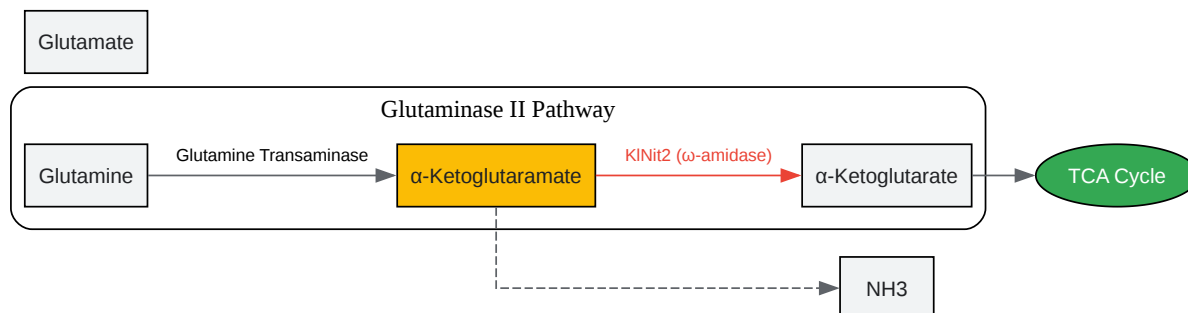 Glutamate
Glutaminase II Pathway
Glutamine
Glutamine Transaminase
α-Ketoglutaramate
KlNit2 (ω-amidase)
α-Ketoglutarate
TCA Cycle
NH3